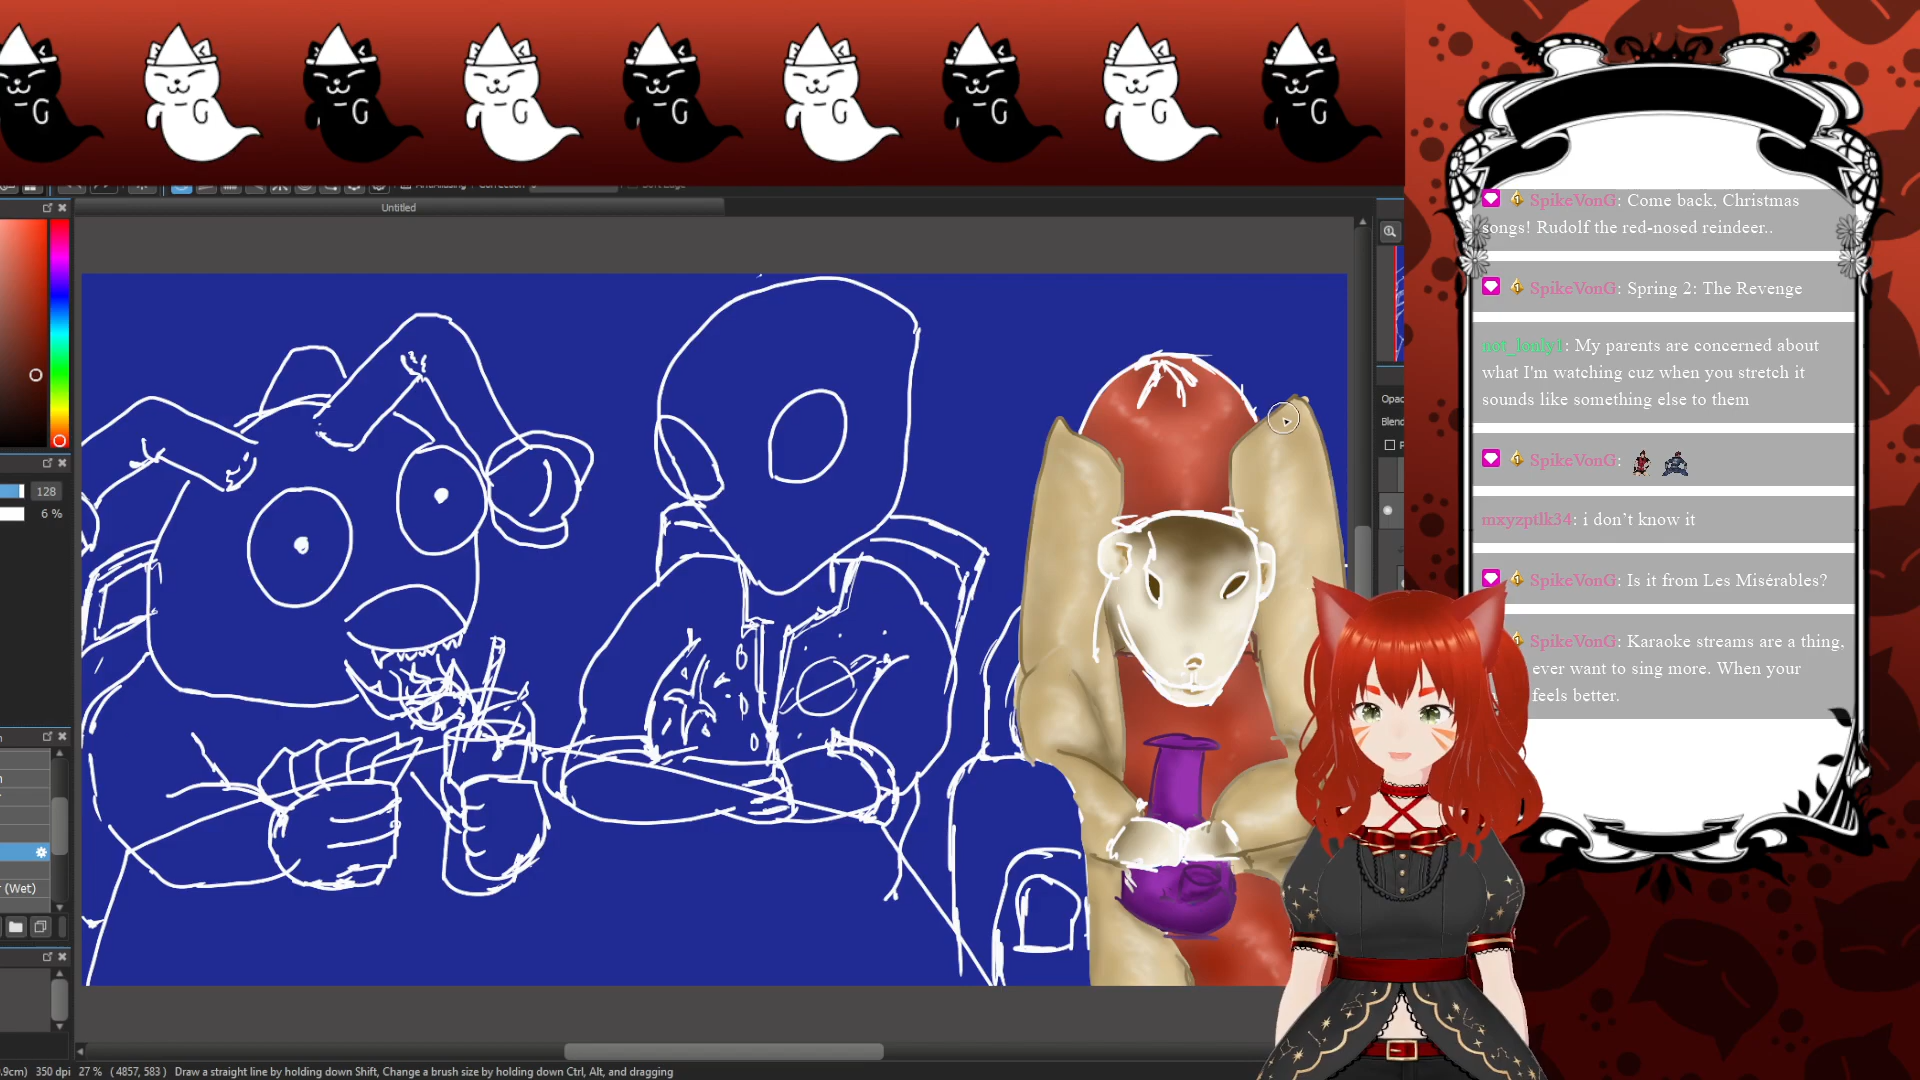 G G G G G G G G G
Untitled
SpikeVonG: Come back, Christmas
songs! Rudolf the red-nosed reindeer..
SpikeVonG: Spring 2: The Revenge
not_lonly1: My parents are concerned about
what I'm watching cuz when you stretch it
sounds like something else to them
SpikeVonG:
mxyzptlk34: i don't know it
SpikeVonG: Is it from Les Misérables?
SpikeVonG: Karaoke streams are a thing,
ever want to sing more. When your
feels better.
Opac
Blend
128
6 %
(Wet)
.9cm) 350 dpi 27 % ( 4857, 583 ) Draw a straight line by holding down Shift, Change a brush size by holding down Ctrl, Alt, and dragging